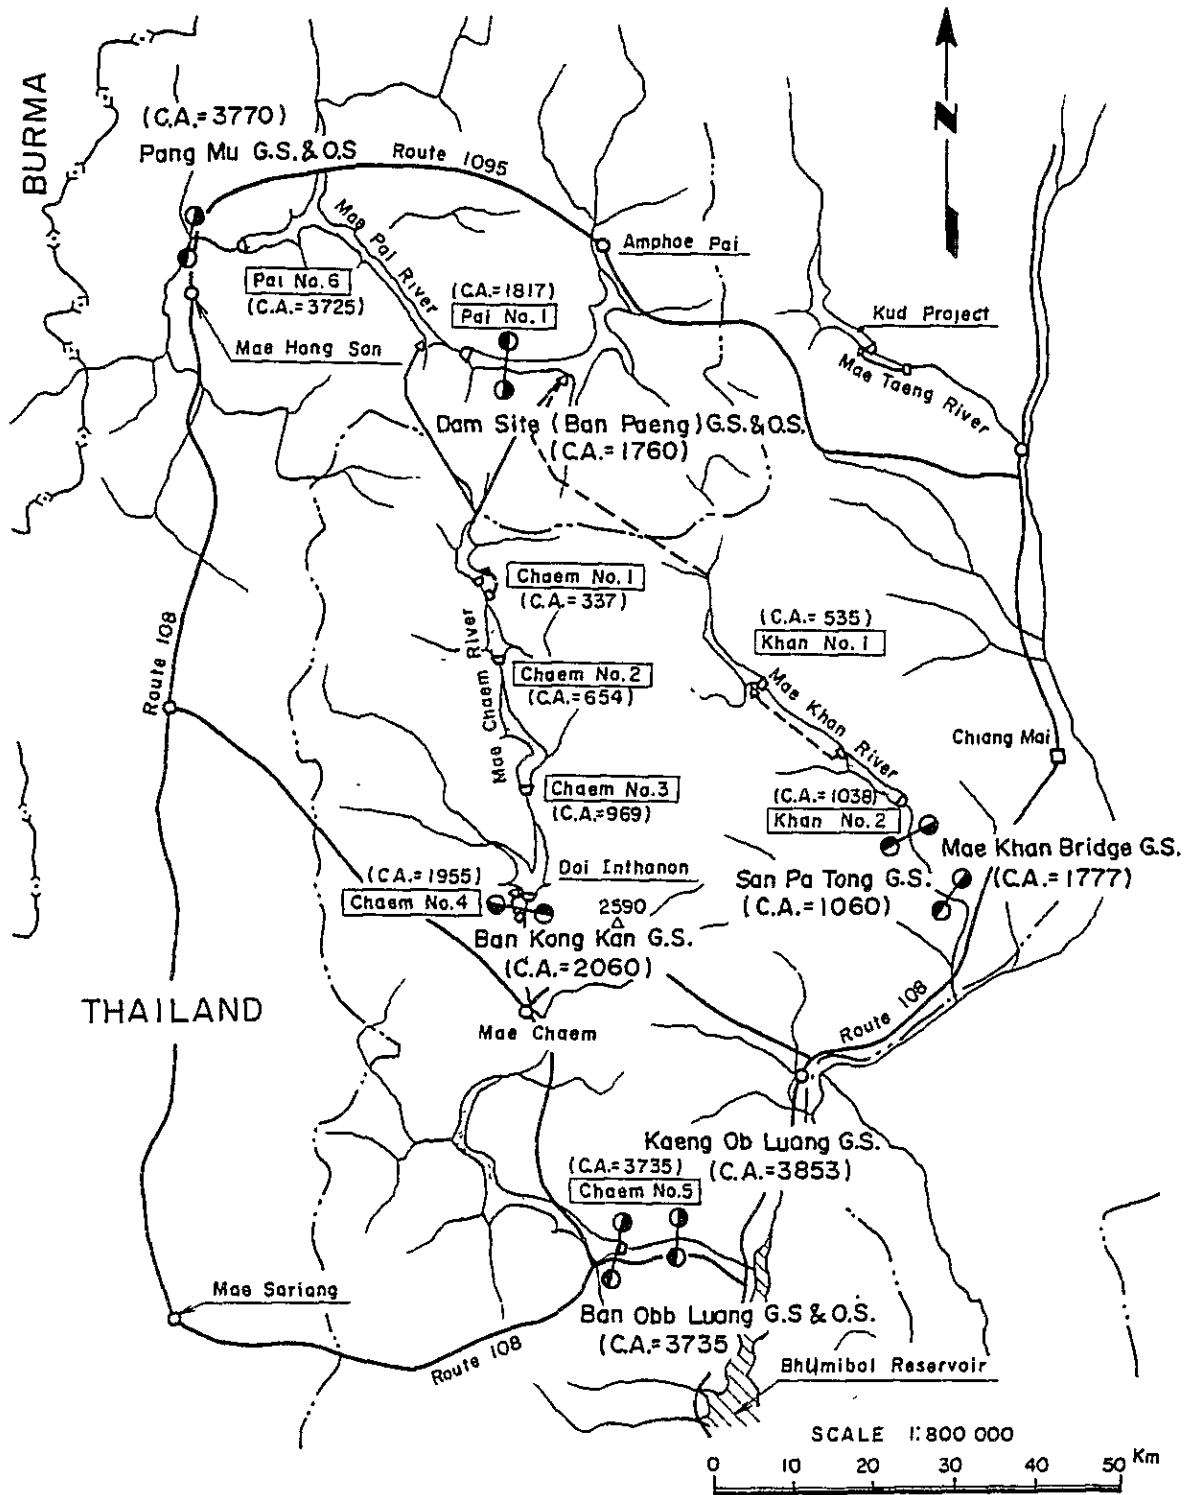 BURMA
(C.A.=3770)
Pang Mu G.S.&O.S
Route 1095
N
Mae Pai River
Amphoe Pai
Pai No.6
(C.A.=3725)
(C.A.=1817)
Pai No.1
Kud Project
Mae Hong Son
Mae Taeng River
Dam Site (Ban Paeng) G.S.&O.S.
(C.A.=1760)
Chaem No.1
(C.A.=337)
(C.A.=535)
Khan No.1
Route 108
Mae Chaem River
Chaem No.2
(C.A.=654)
Mae Khan River
Chiang Mai
Chaem No.3
(C.A.=969)
(C.A.=1038)
Khan No.2
Mae Khan Bridge G.S.
(C.A.=1777)
Doi Inthanon
2590
(C.A.=1955)
Chaem No.4
San Pa Tong G.S.
(C.A.=1060)
Ban Kong Kan G.S.
(C.A.=2060)
THAILAND
Mae Chaem
Route 108
Kaeng Ob Luang G.S.
(C.A.=3853)
(C.A.=3735)
Chaem No.5
Mae Sariang
Ban Obb Luang G.S & O.S.
(C.A.=3735
Route 108
Bhumibol Reservoir
SCALE 1:800 000
0 10 20 30 40 50 Km